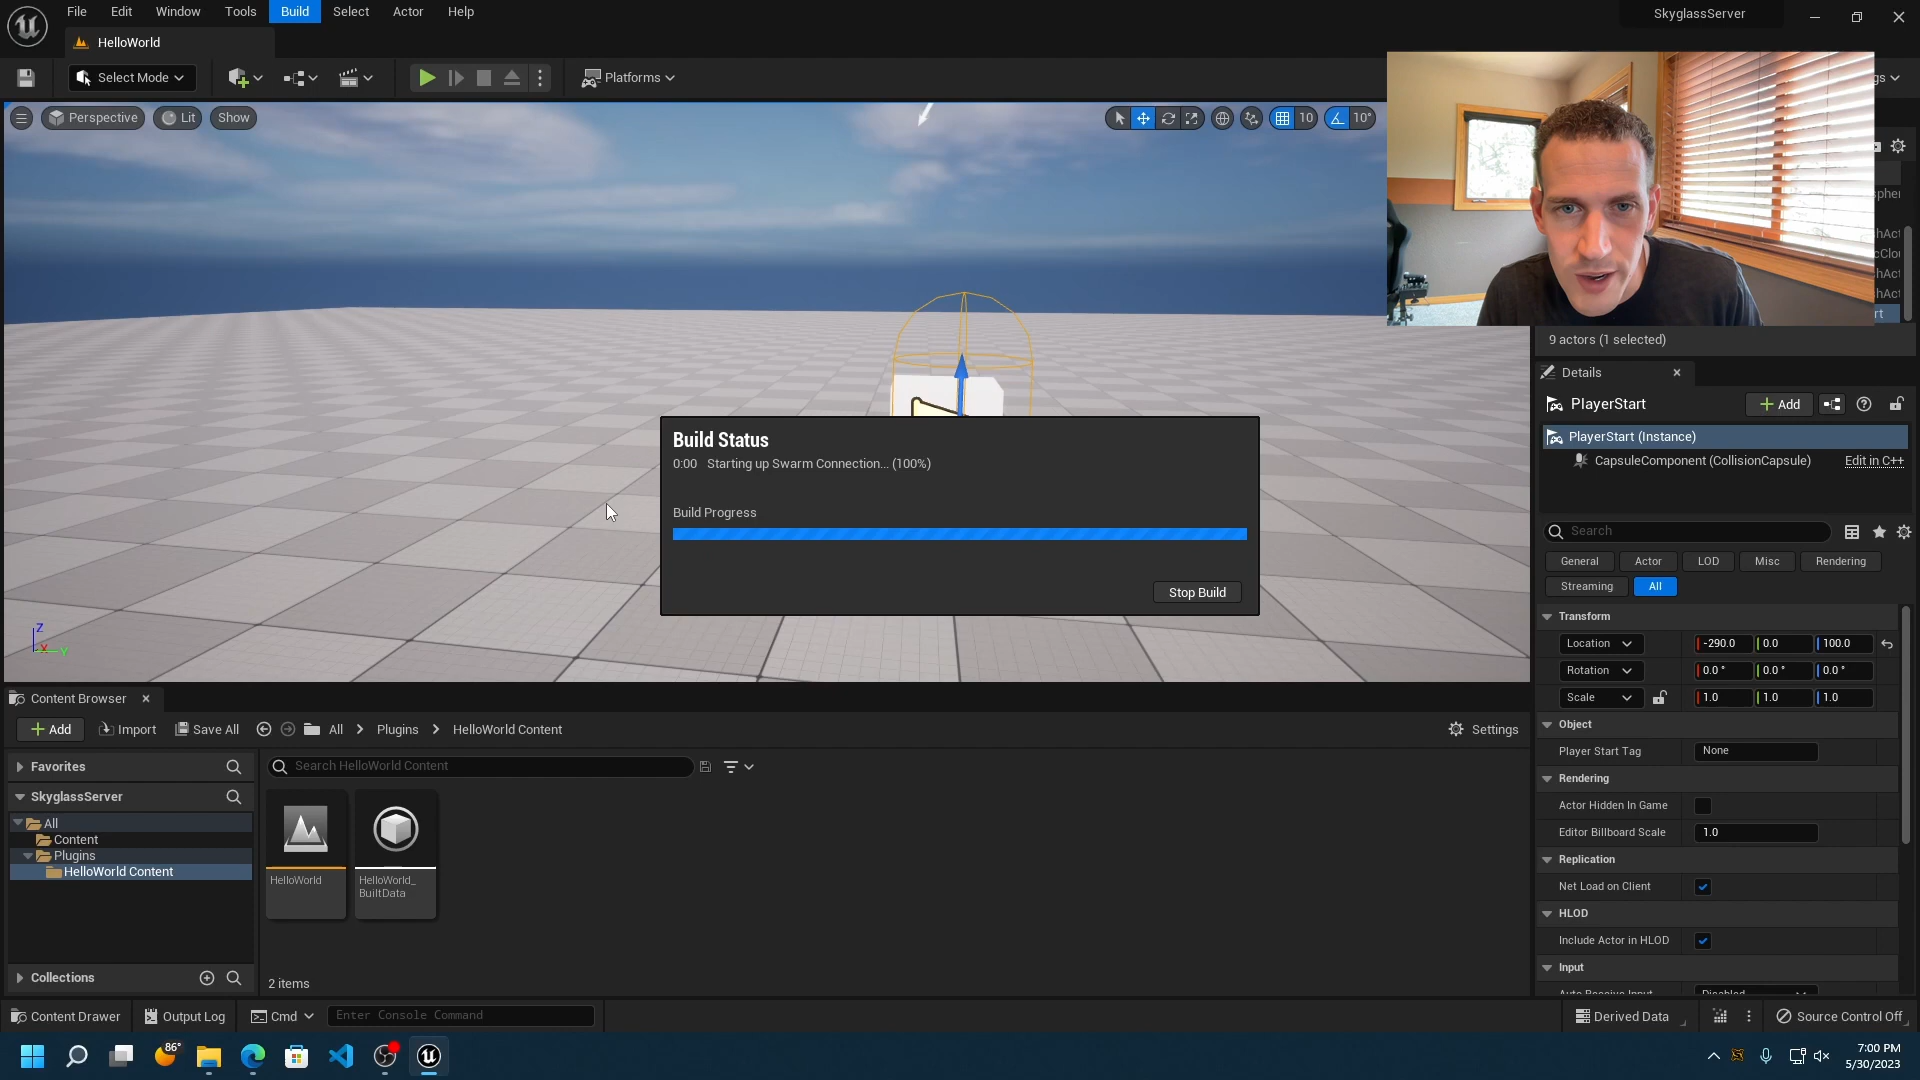 File Edit Window Tools Build Select Actor Help
SkyglassServer
HelloWorld
Select Mode
Platforms
Perspective Lit Show
10 10°
9 actors (1 selected)
Details
PlayerStart
Add
PlayerStart (Instance)
CapsuleComponent (CollisionCapsule) Edit in C++
Search
General Actor LOD Misc Rendering
Streaming All
Transform
Location -290.0 0.0 100.0
Rotation 0.0 ° 0.0 ° 0.0 °
Scale 1.0 1.0 1.0
Object
Player Start Tag None
Rendering
Actor Hidden In Game
Editor Billboard Scale 1.0
Replication
Net Load on Client
HLOD
Include Actor in HLOD
Input
Build Status
0:00 Starting up Swarm Connection... (100%)
Build Progress
Stop Build
Z
X
Y
Content Browser
Add Import Save All All Plugins HelloWorld Content Settings
Favorites
SkyglassServer
All
Content
Plugins
HelloWorld Content
Collections
Search HelloWorld Content
HelloWorld
HelloWorld_
BuiltData
2 items
Content Drawer Output Log Cmd Enter Console Command Derived Data Source Control Off
86°
7:00 PM
5/30/2023